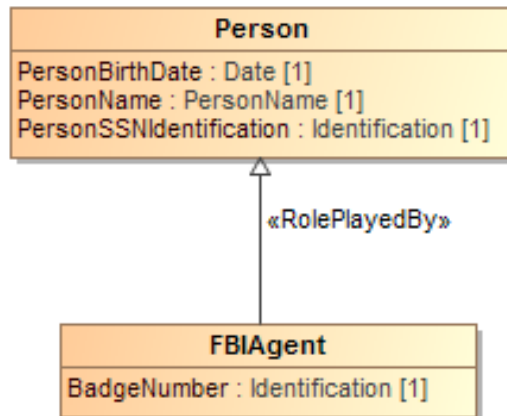 Person
PersonBirthDate : Date [1]
PersonName : PersonName [1]
PersonSSNIdentification : Identification [1]
«RolePlayedBy»
FBIAgent
BadgeNumber : Identification [1]